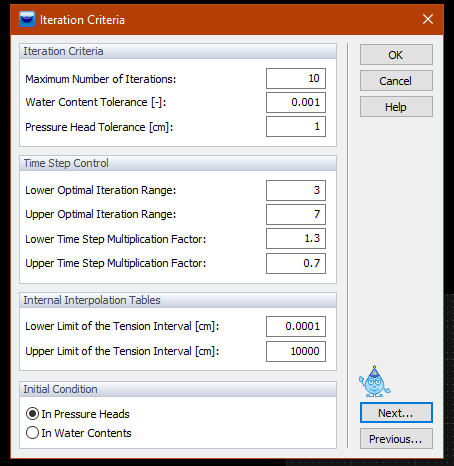 Iteration Criteria
Iteration Criteria
Maximum Number of Iterations: 10
Water Content Tolerance [-]: 0.001
Pressure Head Tolerance [cm]: 1
Time Step Control
Lower Optimal Iteration Range: 3
Upper Optimal Iteration Range: 7
Lower Time Step Multiplication Factor: 1.3
Upper Time Step Multiplication Factor: 0.7
Internal Interpolation Tables
Lower Limit of the Tension Interval [cm]: 0.0001
Upper Limit of the Tension Interval [cm]: 10000
Initial Condition
In Pressure Heads
In Water Contents
OK
Cancel
Help
Next...
Previous...